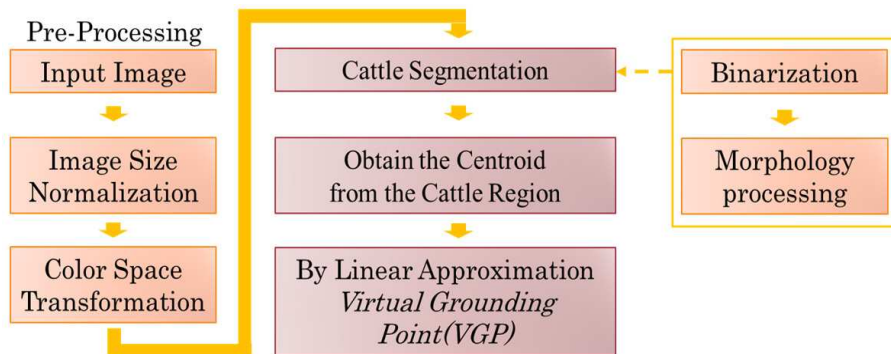 Pre-Processing
Input Image
Image Size
Normalization
Color Space
Transformation
Cattle Segmentation
Obtain the Centroid
from the Cattle Region
By Linear Approximation
Virtual Grounding
Point(VGP)
Binarization
Morphology
processing